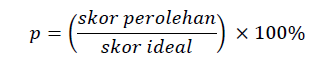 p = (skor perolehan / skor ideal) × 100%